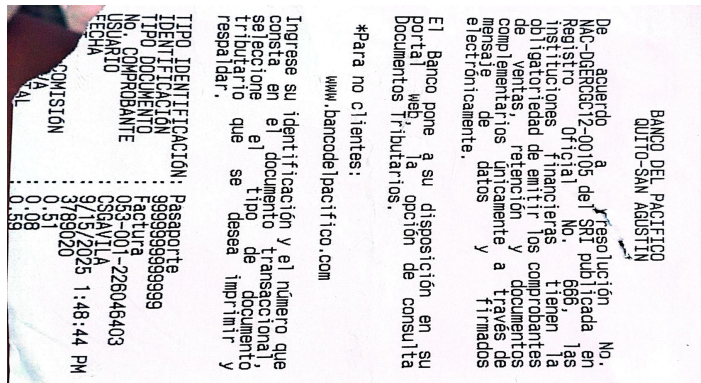 BANCO DEL PACIFICO
QUITO-SAN AGUSTIN
De acuerdo a resolución No.
NAC-DGERCGC12-00105 del SRI publicada en
Registro Oficial No. 666, las
instituciones financieras tienen la
obligatoriedad de emitir los comprobantes
de ventas, retención y documentos
complementarios únicamente a través de
mensaje de datos y firmados
electrónicamente.
El Banco pone a su disposición en su
portal web, la opción de consulta
Documentos Tributarios.
*Para no clientes:
www.bancodelpacifico.com
Ingrese su identificación y el número que
consta en el documento transaccional,
seleccione el tipo de documento
tributario que se desea imprimir y
respaldar.
TIPO IDENTIFICACIÓN: Pasaporte
IDENTIFICACIÓN : 9999999999999
TIPO DOCUMENTO : Factura
No. COMPROBANTE : 053-001-226046403
USUARIO : CSGAVILA
FECHA : 9/15/2025 1:48:44 PM
: 3789020
COMISIÓN : 0.51
: 0.08
: 0.59